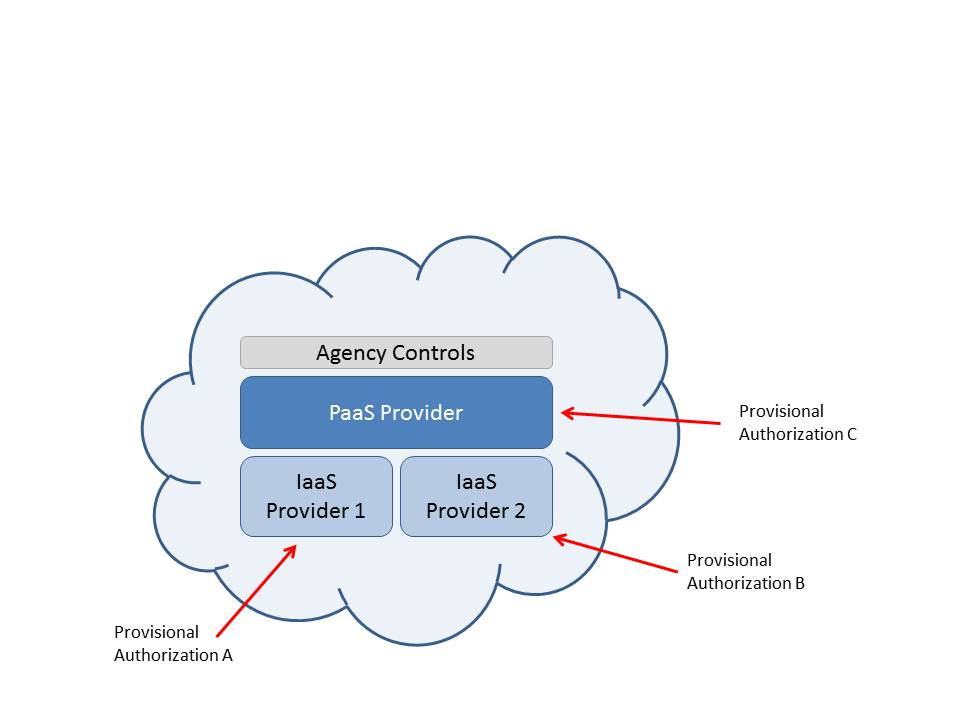 Agency Controls
PaaS Provider
Provisional
Authorization C
IaaS
Provider 1
IaaS
Provider 2
Provisional
Authorization B
Provisional
Authorization A